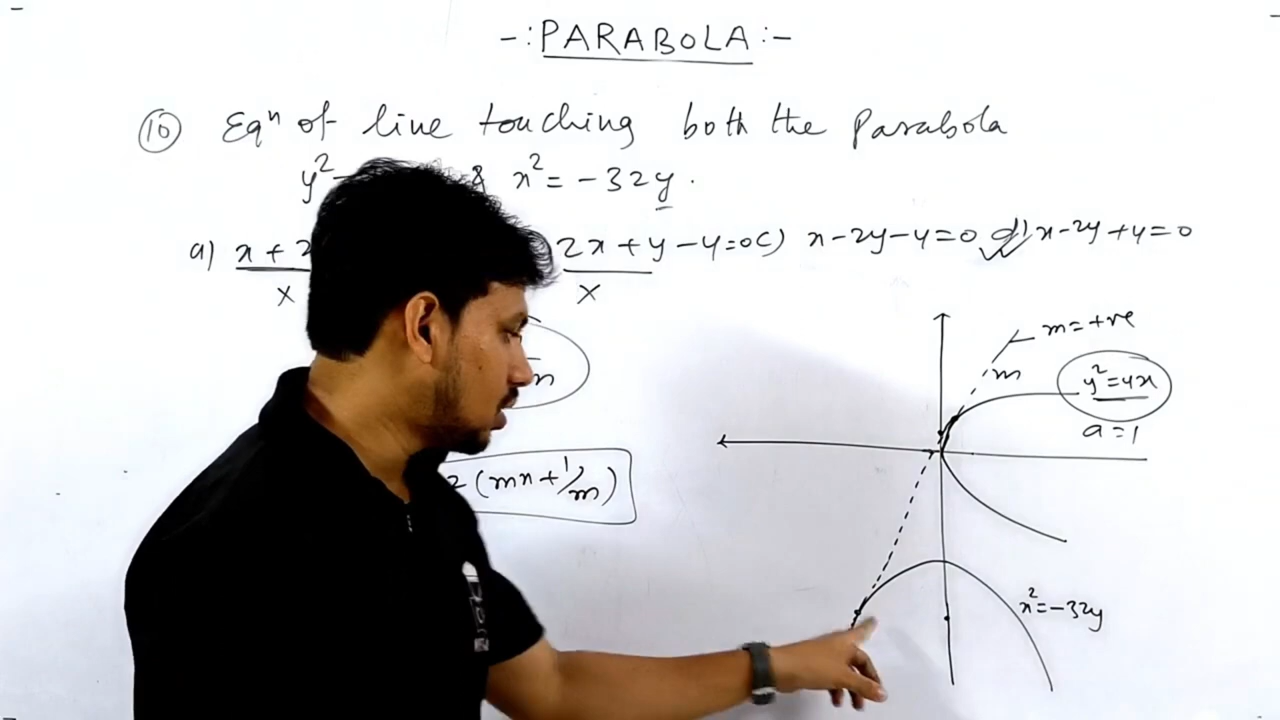 -: PARABOLA :-
⑩ Eqⁿ of line touching both the Parabola
y² & x² = -32y.
a) x + 2 2x + y - 4 = 0 c) x - 2y - 4 = 0 d) x - 2y + 4 = 0
x x
m = +ve
m
y² = 4x
a = 1
2 (mx + 1/m)
x² = -32y